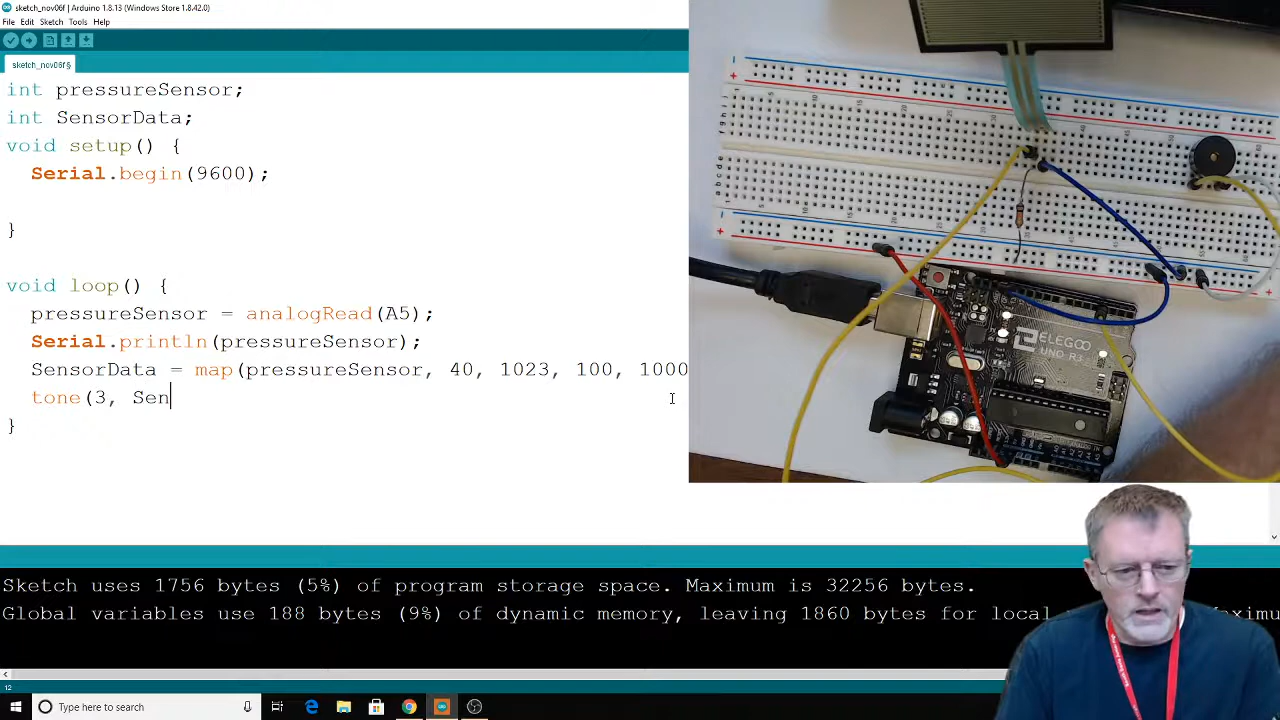 sketch_nov06f | Arduino 1.8.13 (Windows Store 1.8.42.0)
File Edit Sketch Tools Help
sketch_nov06f§
int pressureSensor;
int SensorData;
void setup() {
Serial.begin(9600);
}
void loop() {
pressureSensor = analogRead(A5);
Serial.println(pressureSensor);
SensorData = map(pressureSensor, 40, 1023, 100, 1000
tone(3, Sen
}
ELEGOO
UNO R3
Sketch uses 1756 bytes (5%) of program storage space. Maximum is 32256 bytes.
Global variables use 188 bytes (9%) of dynamic memory, leaving 1860 bytes for local
12
Type here to search